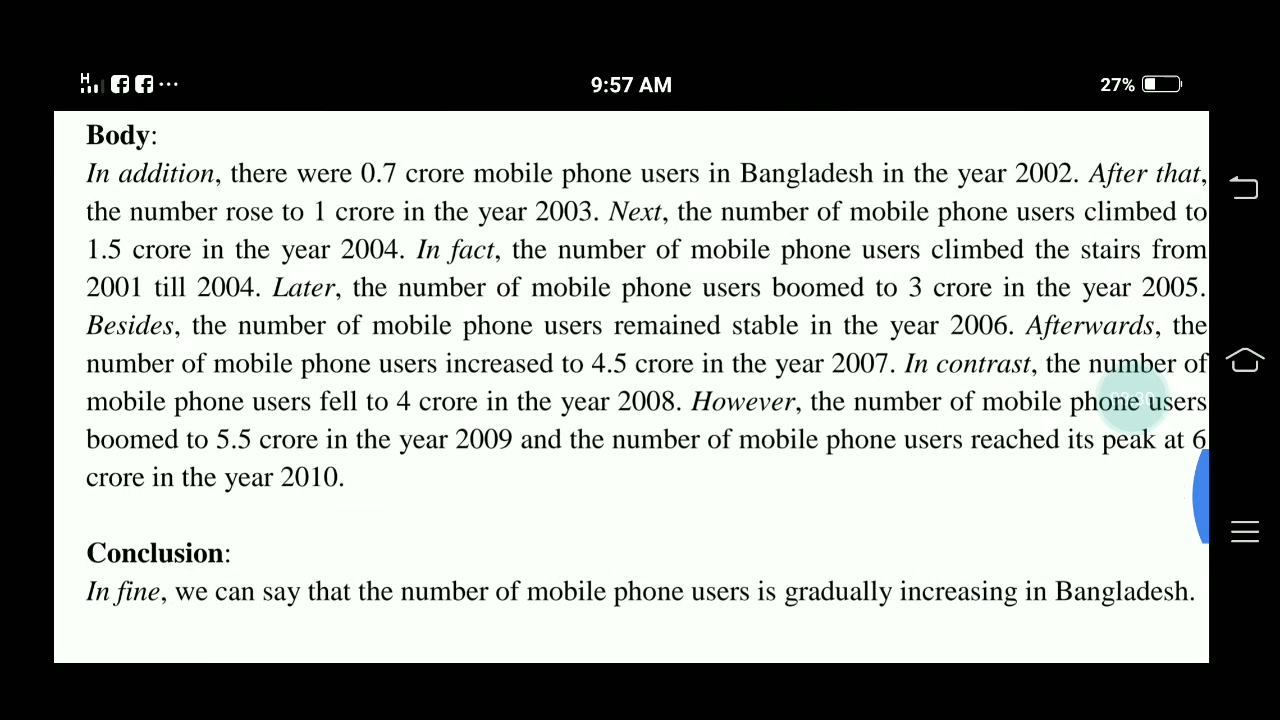 9:57 AM
27%
Body:
In addition, there were 0.7 crore mobile phone users in Bangladesh in the year 2002. After that,
the number rose to 1 crore in the year 2003. Next, the number of mobile phone users climbed to
1.5 crore in the year 2004. In fact, the number of mobile phone users climbed the stairs from
2001 till 2004. Later, the number of mobile phone users boomed to 3 crore in the year 2005.
Besides, the number of mobile phone users remained stable in the year 2006. Afterwards, the
number of mobile phone users increased to 4.5 crore in the year 2007. In contrast, the number of
mobile phone users fell to 4 crore in the year 2008. However, the number of mobile phone users
boomed to 5.5 crore in the year 2009 and the number of mobile phone users reached its peak at 6
crore in the year 2010.
Conclusion:
In fine, we can say that the number of mobile phone users is gradually increasing in Bangladesh.